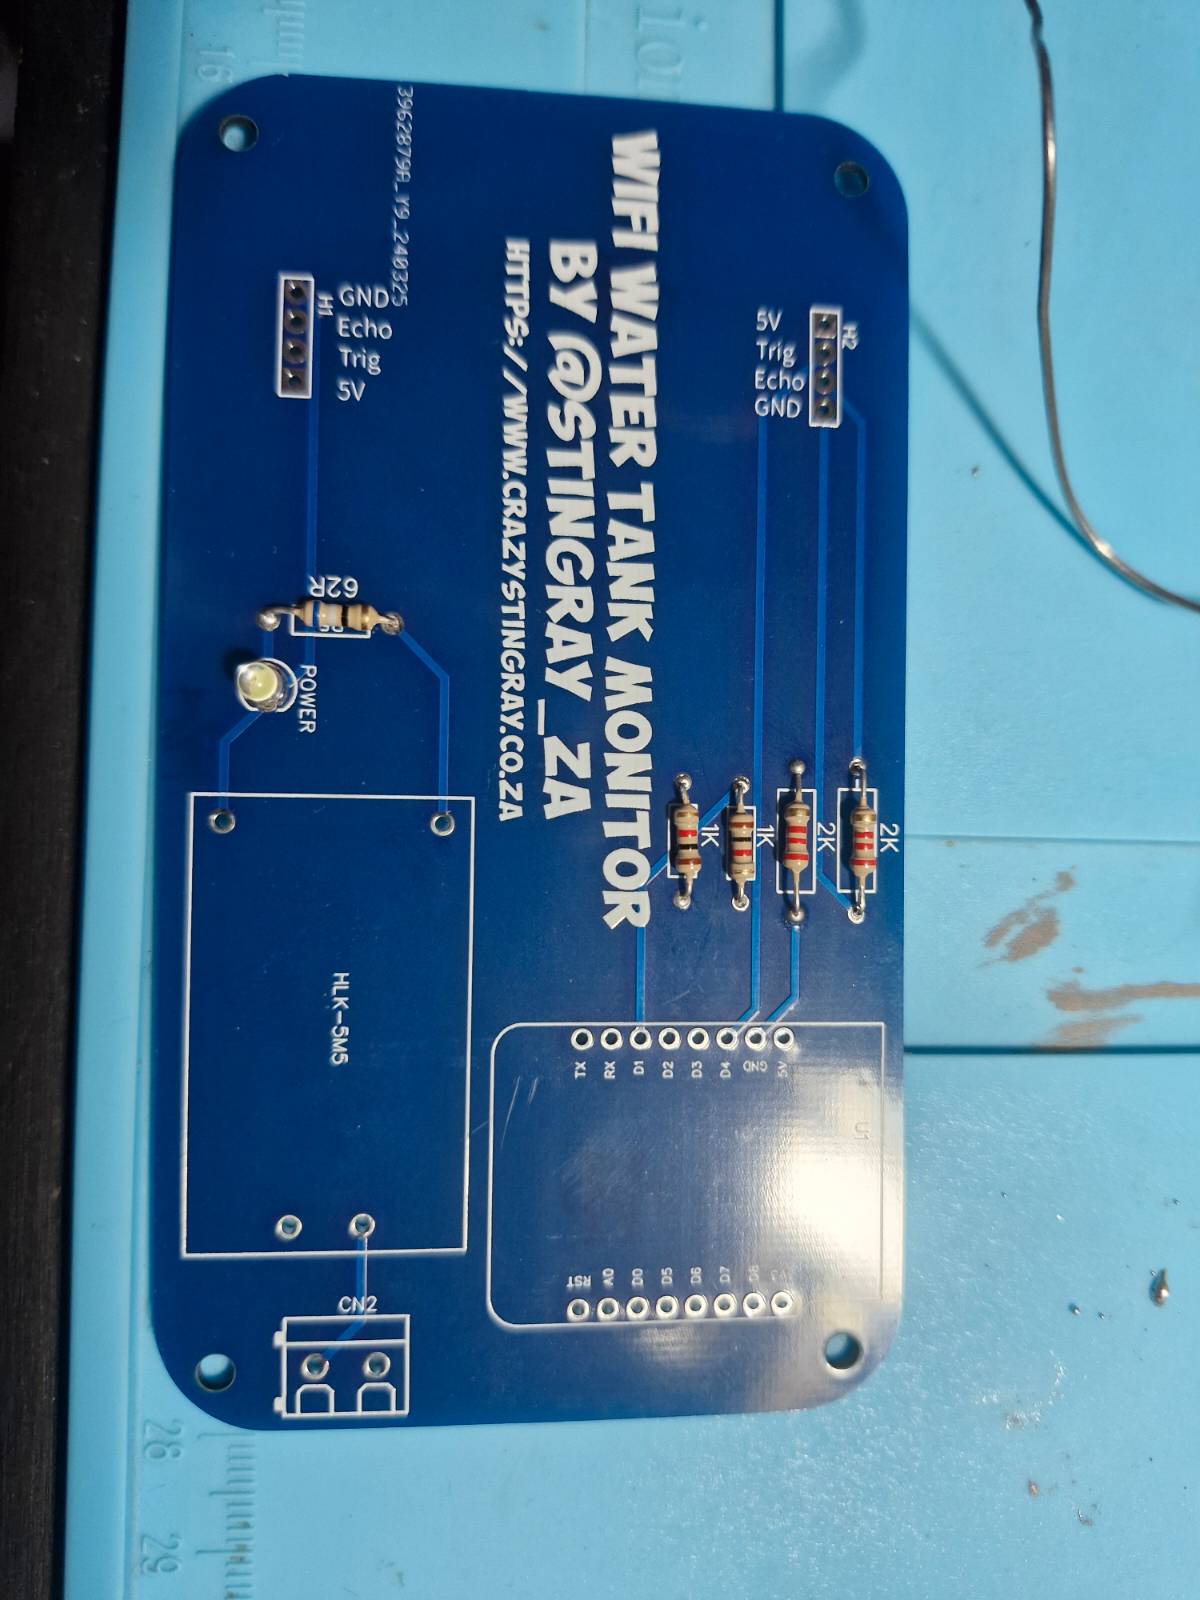 2K
H2
2K
U1
5V
Trig
Echo
GND
1K
1K
5V
GND
D4
D3
D2
D1
RX
TX
D8
D7
D6
D5
D0
A0
RST
WIFI WATER TANK MONITOR
BY @STINGRAY_ZA
HTTPS://WWW.CRAZYSTINGRAY.CO.ZA
3962879A_Y9_240325
GND
Echo
Trig
5V
H1
62R
POWER
HLK-5M5
CN2
16
28
29